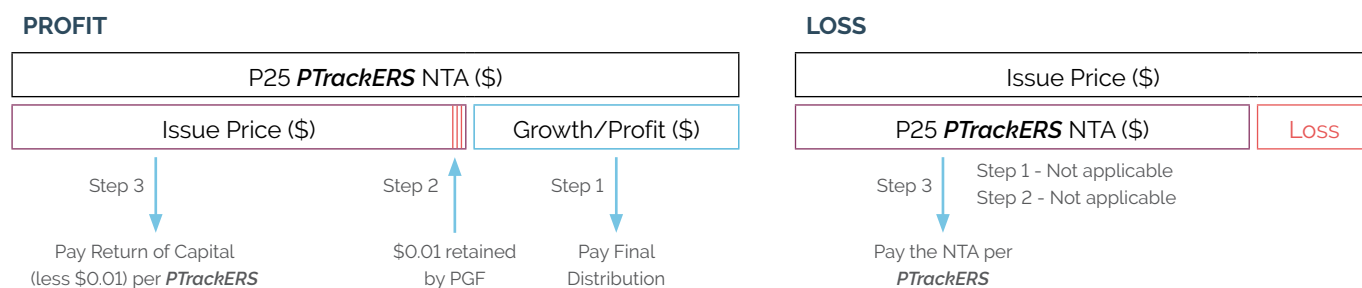 PROFIT
P25 PTrackERS NTA ($)
Issue Price ($)
Growth/Profit ($)
Step 3
Step 2
Step 1
Pay Return of Capital
(less $0.01) per PTrackERS
$0.01 retained
by PGF
Pay Final
Distribution
LOSS
Issue Price ($)
P25 PTrackERS NTA ($)
Loss
Step 3
Step 1 - Not applicable
Step 2 - Not applicable
Pay the NTA per
PTrackERS